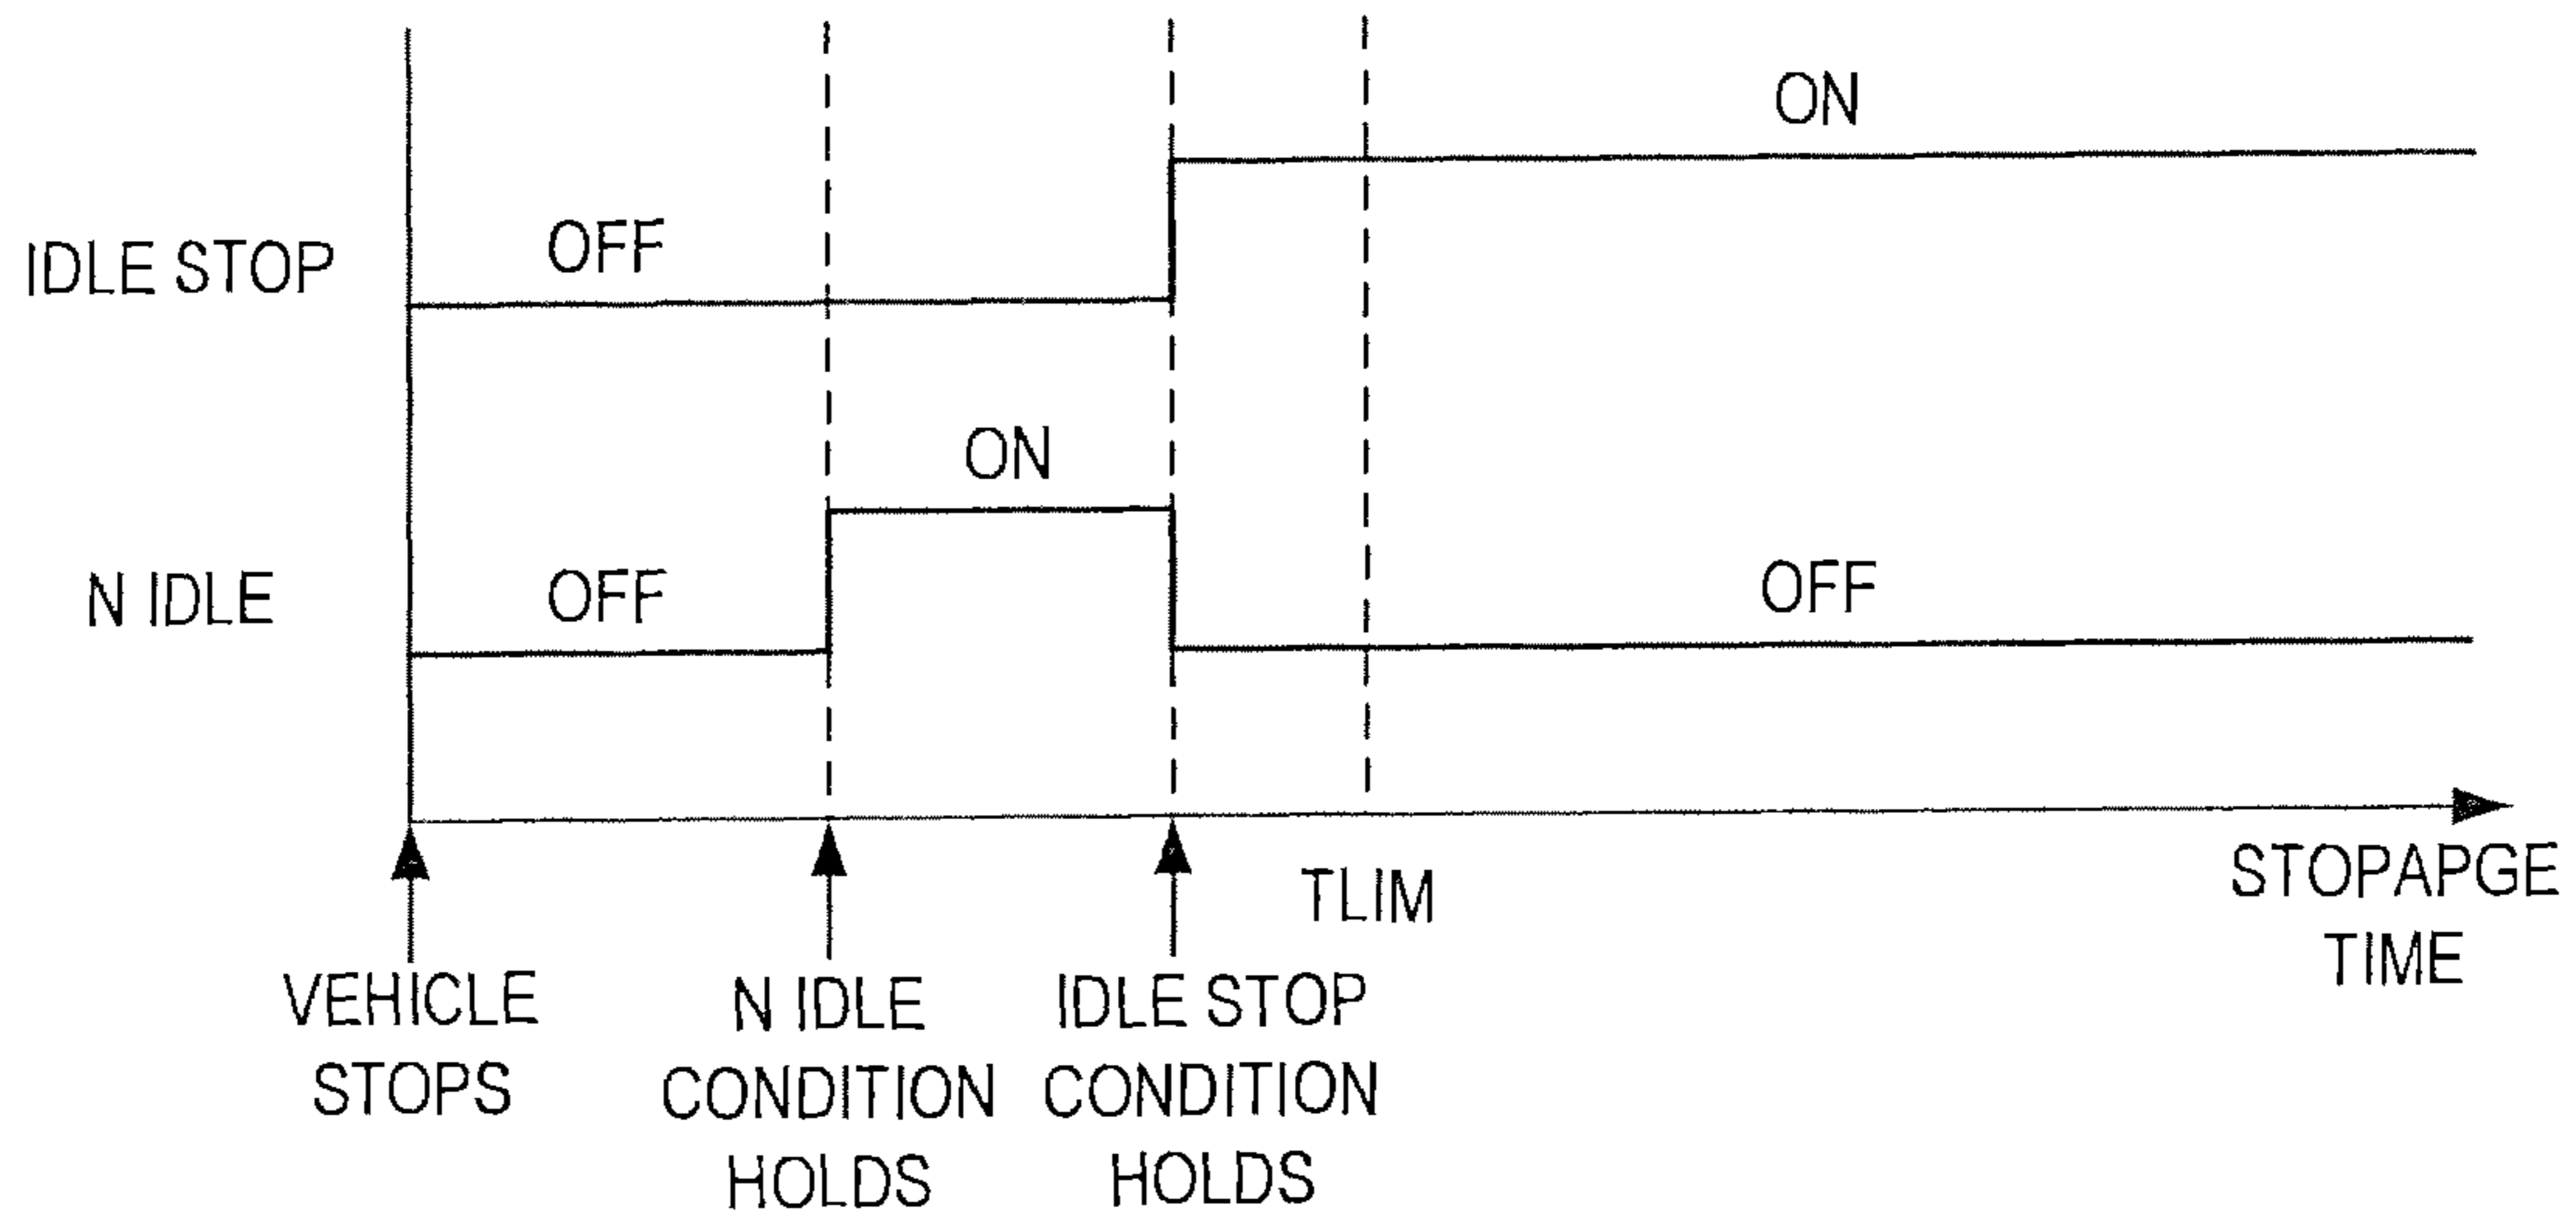 ON
IDLE STOP
OFF
ON
N IDLE
OFF
OFF
STOPAPGE
TIME
TLIM
VEHICLE
STOPS
N IDLE
CONDITION
HOLDS
IDLE STOP
CONDITION
HOLDS